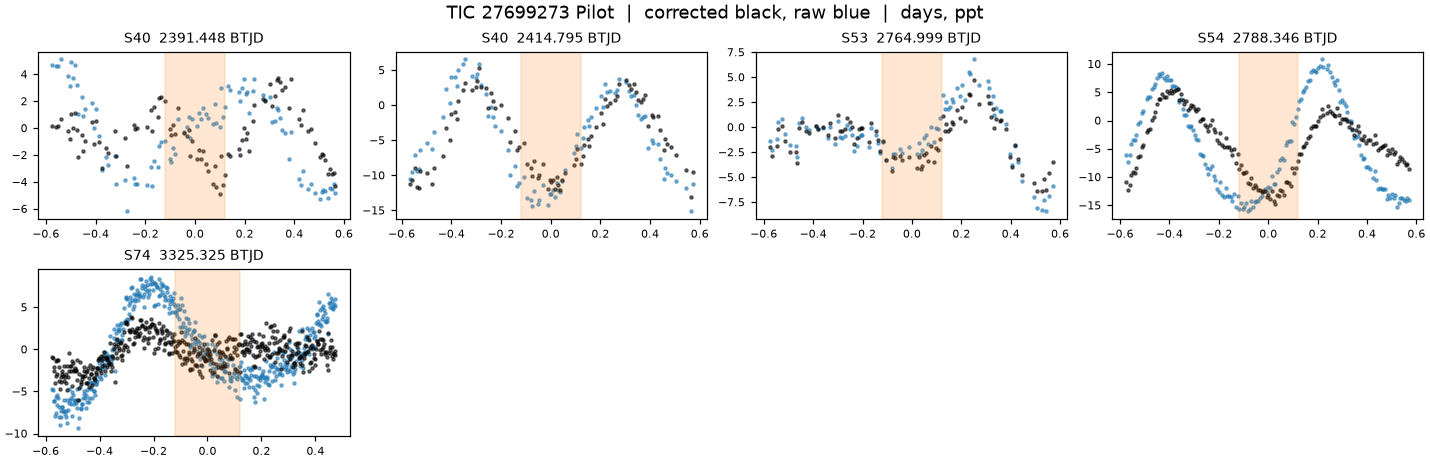 TIC 27699273 Pilot | corrected black, raw blue | days, ppt
S40 2391.448 BTJD
S40 2414.795 BTJD
S53 2764.999 BTJD
S54 2788.346 BTJD
4
2
0
−2
−4
−6
−0.6 −0.4 −0.2 0.0 0.2 0.4 0.6
5
0
−5
−10
−15
−0.6 −0.4 −0.2 0.0 0.2 0.4 0.6
7.5
5.0
2.5
0.0
−2.5
−5.0
−7.5
−0.6 −0.4 −0.2 0.0 0.2 0.4 0.6
10
5
0
−5
−10
−15
−0.6 −0.4 −0.2 0.0 0.2 0.4 0.6
S74 3325.325 BTJD
5
0
−5
−10
−0.6 −0.4 −0.2 0.0 0.2 0.4